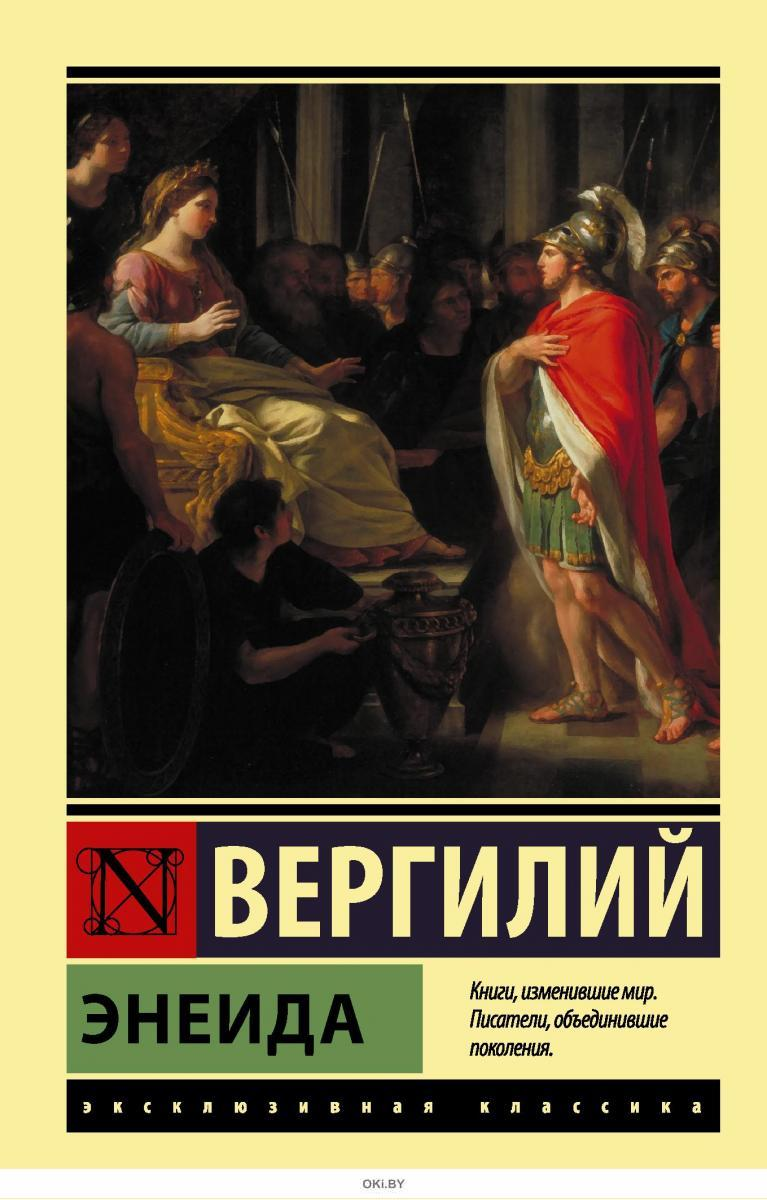 N
ВЕРГИЛИЙ
ЭНЕИДА
Книги, изменившие мир.
Писатели, объединившие
поколения.
эксклюзивная классика
OKi.BY